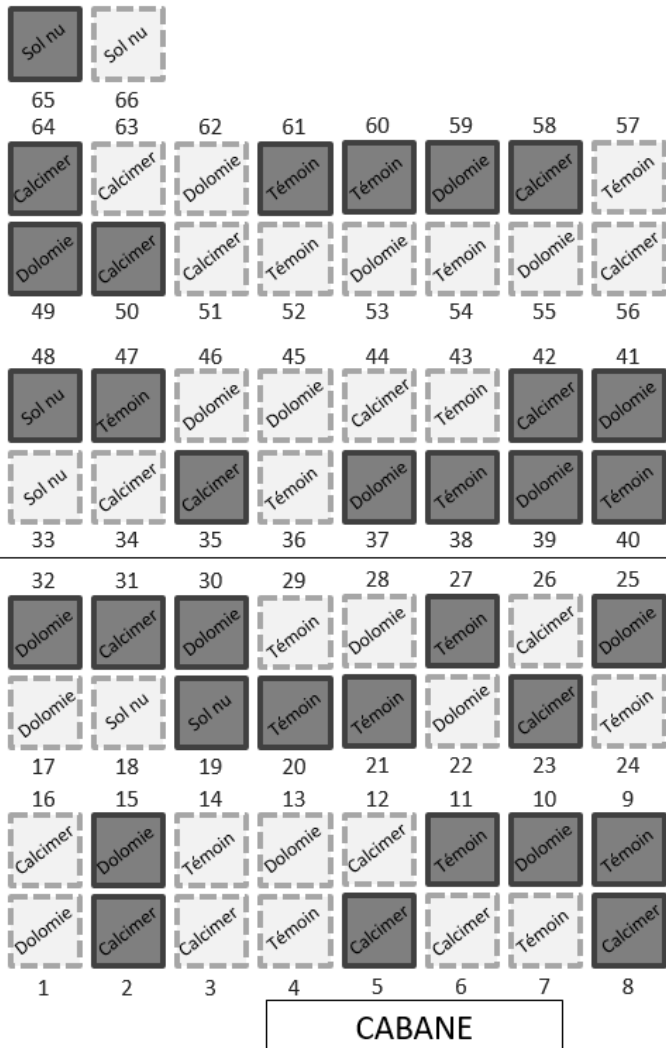 Sol nu Sol nu
65 66
64 63 62 61 60 59 58 57
Calcimer Calcimer Dolomie Témoin Témoin Dolomie Calcimer Témoin
Dolomie Calcimer Calcimer Témoin Dolomie Témoin Dolomie Calcimer
49 50 51 52 53 54 55 56
48 47 46 45 44 43 42 41
Sol nu Témoin Dolomie Dolomie Calcimer Témoin Calcimer Dolomie
Sol nu Calcimer Calcimer Témoin Dolomie Témoin Dolomie Témoin
33 34 35 36 37 38 39 40
32 31 30 29 28 27 26 25
Dolomie Calcimer Dolomie Témoin Dolomie Témoin Calcimer Dolomie
Dolomie Sol nu Sol nu Témoin Témoin Dolomie Calcimer Témoin
17 18 19 20 21 22 23 24
16 15 14 13 12 11 10 9
Calcimer Dolomie Témoin Dolomie Calcimer Témoin Dolomie Témoin
Dolomie Calcimer Calcimer Témoin Calcimer Calcimer Témoin Calcimer
1 2 3 4 5 6 7 8
CABANE